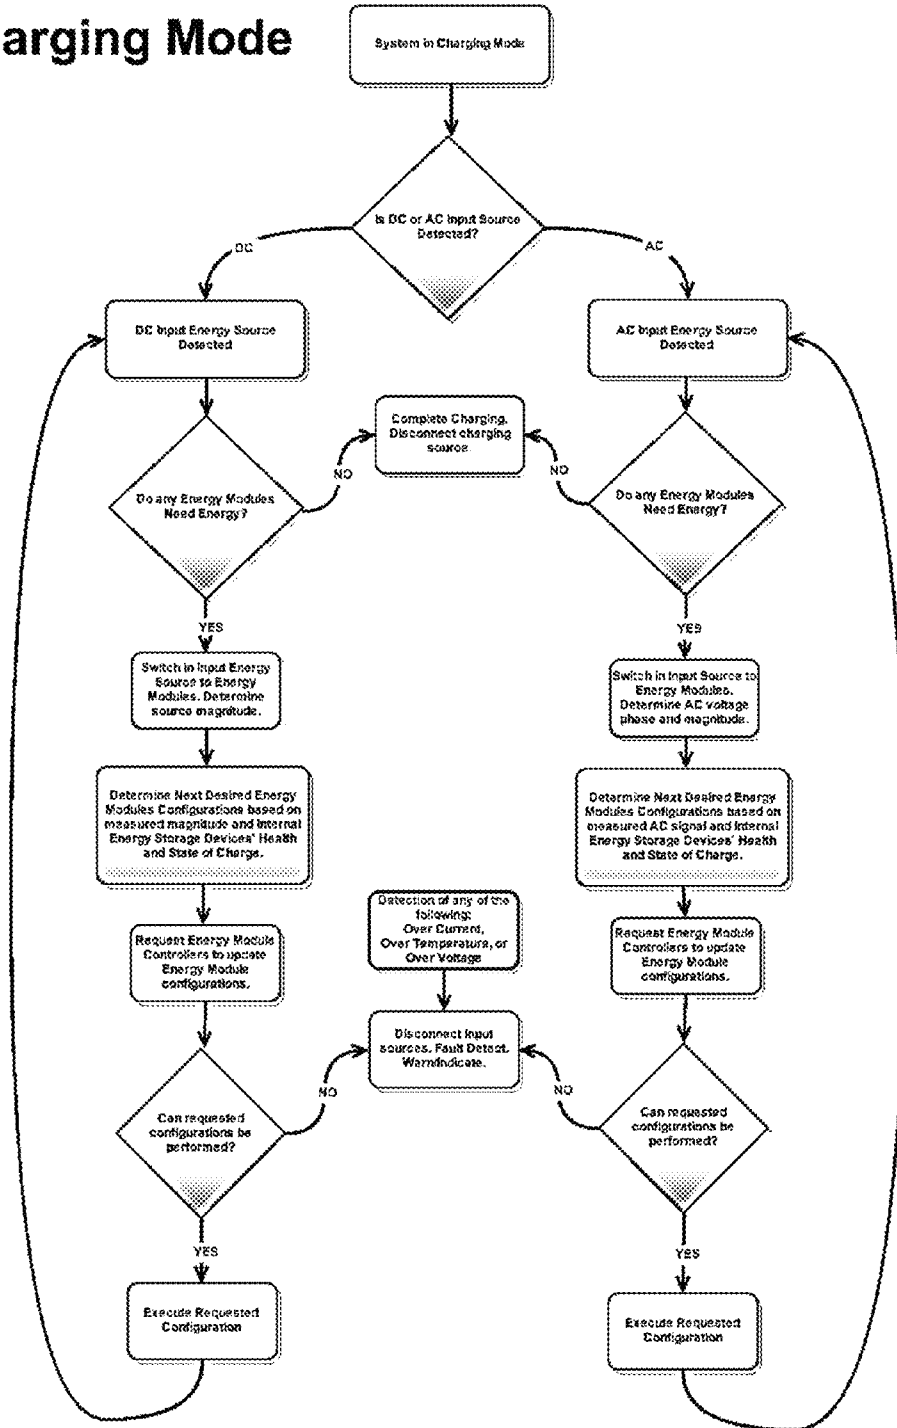 arging Mode
System in Charging Mode
Is DC or AC Input Source
Detected?
DC
AC
DC Input Energy Source
Detected
AC Input Energy Source
Detected
Complete Charging.
Disconnect charging
source
NO
NO
Do any Energy Modules
Need Energy?
Do any Energy Modules
Need Energy?
YES
YES
Switch in Input Energy
Source to Energy
Modules. Determine
source magnitude.
Switch in Input Source to
Energy Modules.
Determine AC voltage
phase and magnitude.
Determine Next Desired Energy
Modules Configurations based on
measured magnitude and Internal
Energy Storage Devices' Health
and State of Charge.
Determine Next Desired Energy
Modules Configurations based on
measured AC signal and Internal
Energy Storage Devices' Health
and State of Charge.
Detection of any of the
following:
Over Current,
Over Temperature, or
Over Voltage
Request Energy Module
Controllers to update
Energy Module
configurations.
Request Energy Module
Controllers to update
Energy Module
configurations.
Disconnect Input
sources. Fault Detect.
Warn/Indicate.
NO
NO
Can requested
configurations be
performed?
Can requested
configurations be
performed?
YES
YES
Execute Requested
Configuration
Execute Requested
Configuration